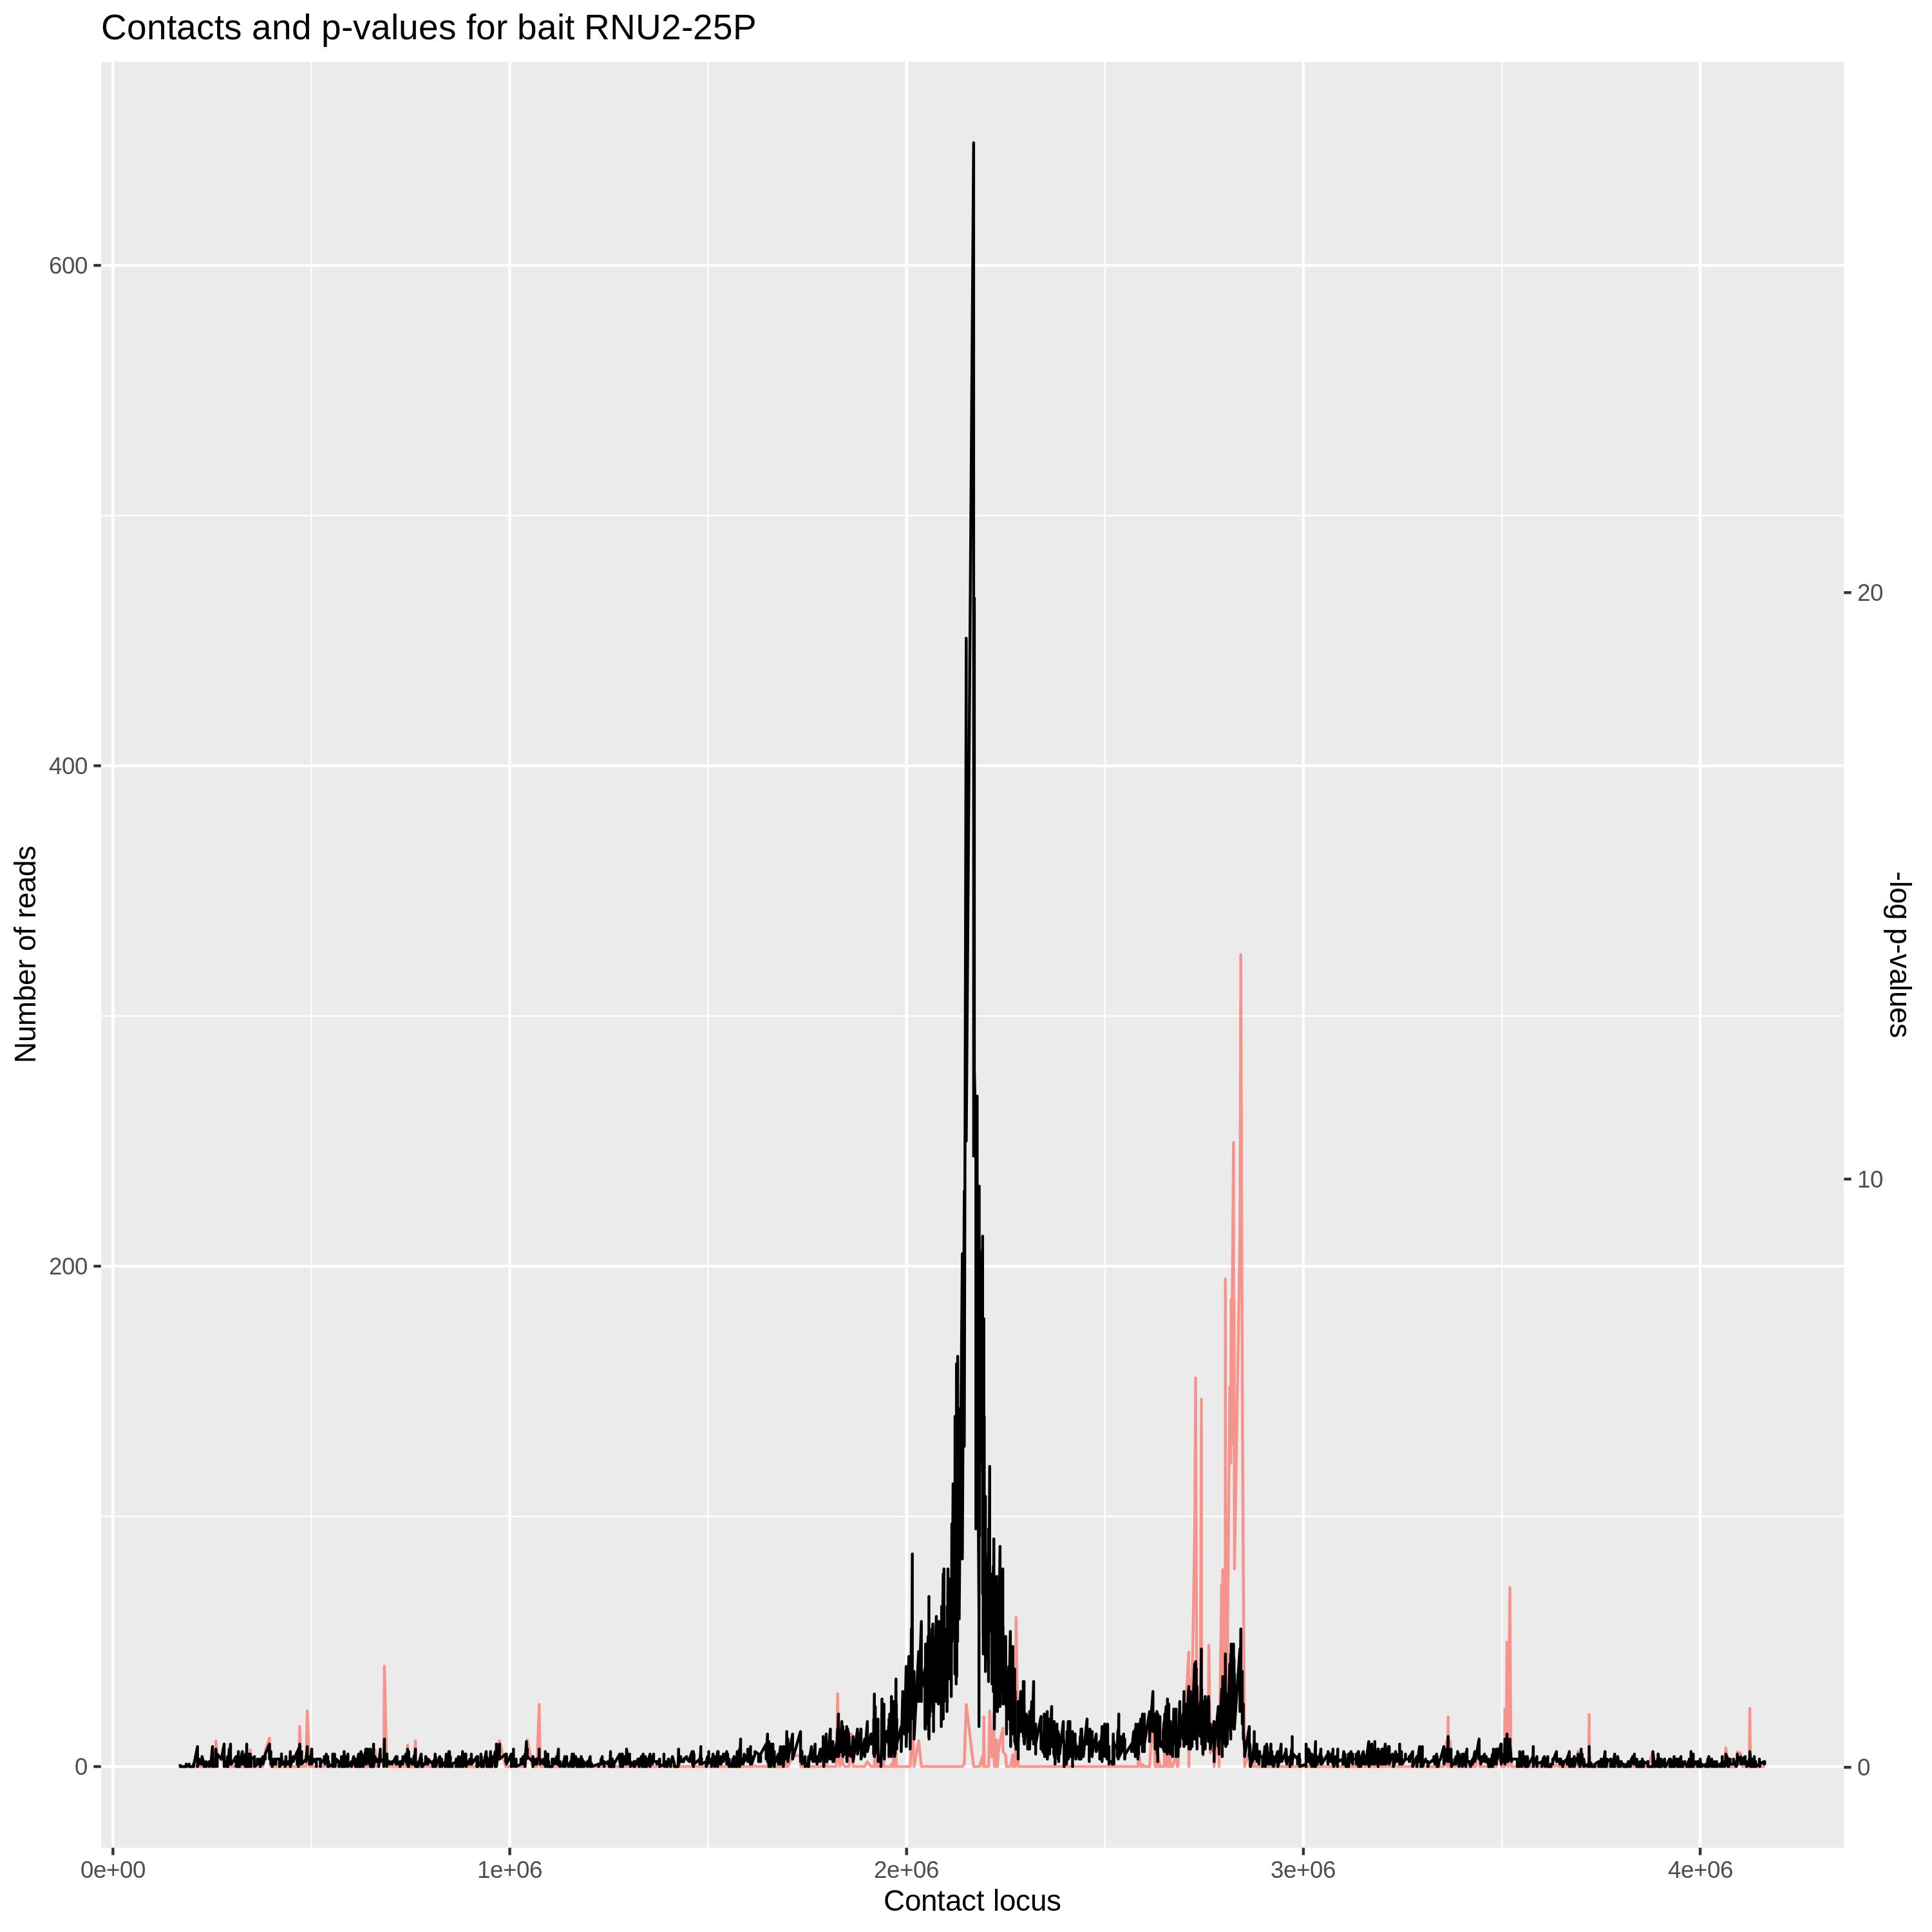 Contacts and p-values for bait RNU2-25P
600
400
200
0
Number of reads
20
10
0
-log p-values
0e+00
1e+06
2e+06
3e+06
4e+06
Contact locus